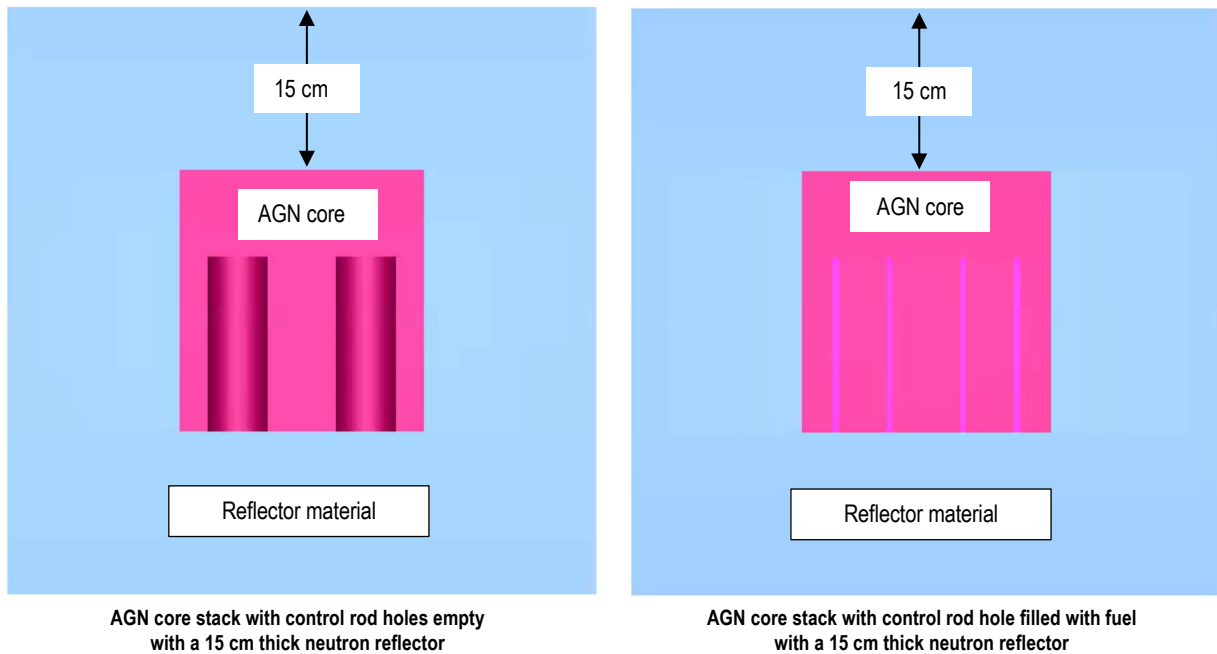 15 cm
AGN core
Reflector material
AGN core stack with control rod holes empty
with a 15 cm thick neutron reflector
15 cm
AGN core
Reflector material
AGN core stack with control rod hole filled with fuel
with a 15 cm thick neutron reflector